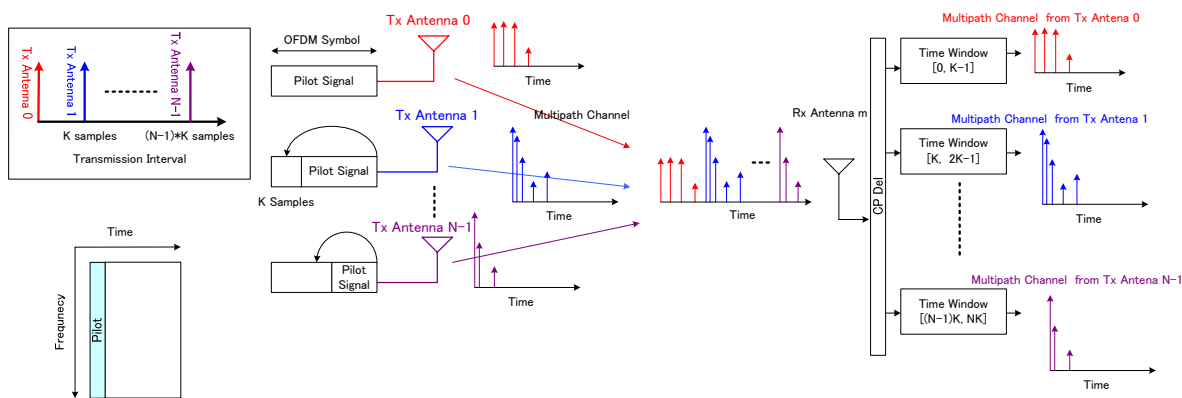 Tx Antenna 0
Tx Antenna 1
Tx Antenna N-1
K samples
(N-1)*K samples
Transmission Interval
Time
Frequnecy
Pilot
OFDM Symbol
Pilot Signal
Tx Antenna 0
Time
Tx Antenna 1
Multipath Channel
Pilot Signal
K Samples
Time
Tx Antenna N-1
Pilot
Signal
Time
Time
Rx Antenna m
CP Del
Time Window
[0, K-1]
Multipath Channel from Tx Antena 0
Time
Time Window
[K, 2K-1]
Multipath Channel from Tx Antena 1
Time
Time Window
[(N-1)K, NK]
Multipath Channel from Tx Antena N-1
Time